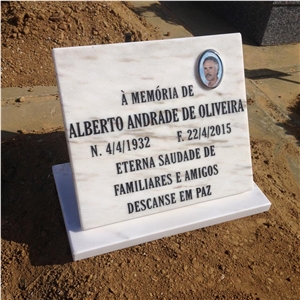 À MEMÓRIA DE
ALBERTO ANDRADE DE OLIVEIRA
N. 4/4/1932 F. 22/4/2015
ETERNA SAUDADE DE
FAMILIARES E AMIGOS
DESCANSE EM PAZ